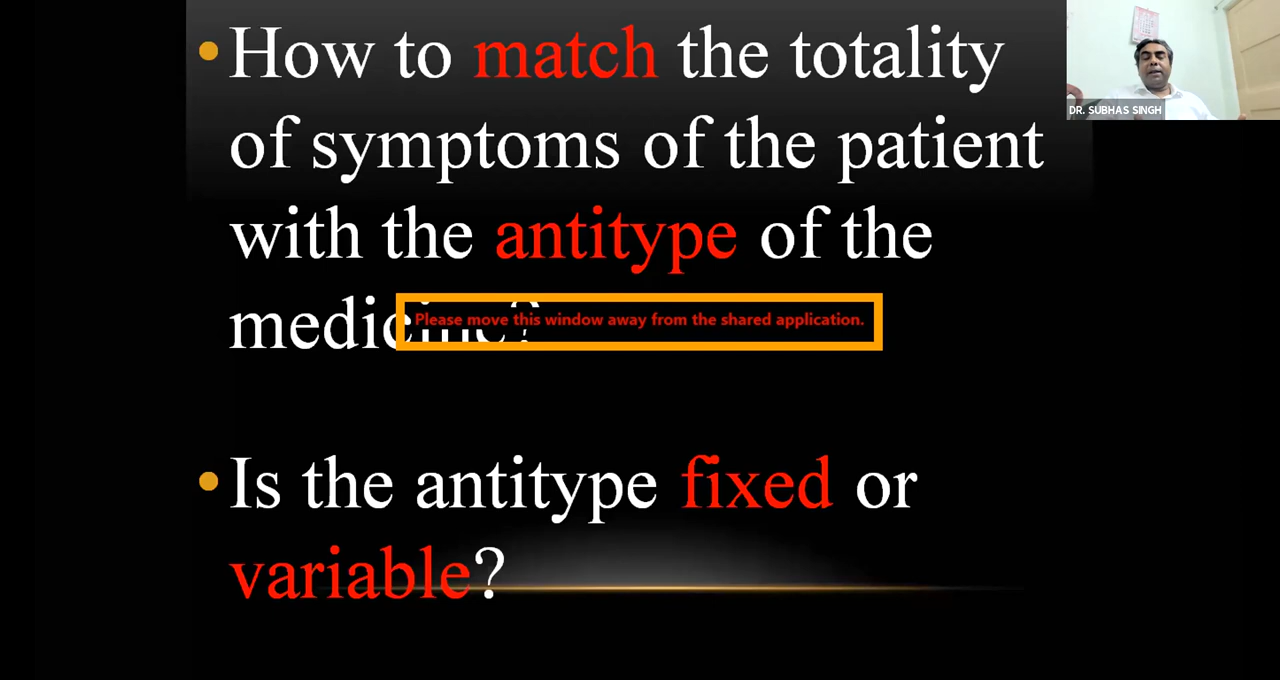 • How to match the totality
of symptoms of the patient
with the antitype of the
medicine?
Please move this window away from the shared application.
• Is the antitype fixed or
variable?
DR. SUBHAS SINGH